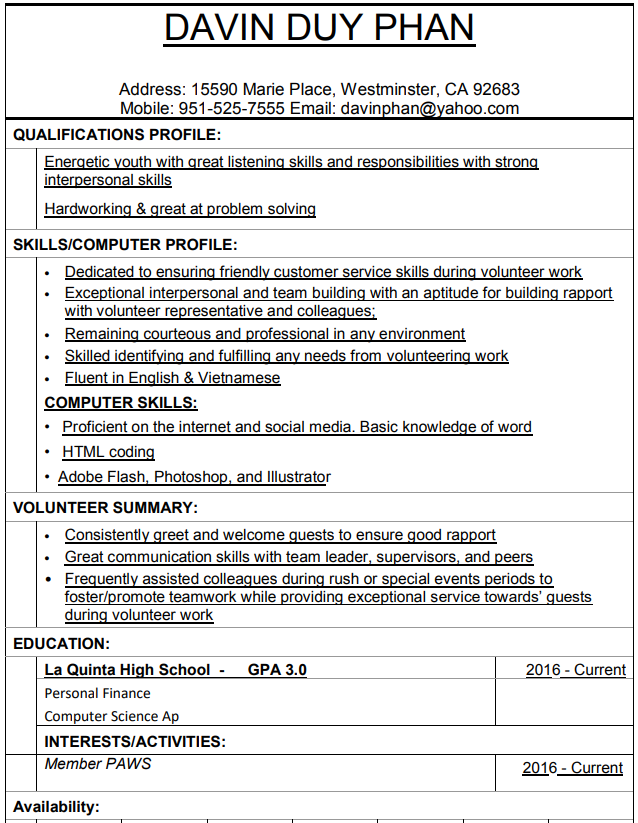 DAVIN DUY PHAN
Address: 15590 Marie Place, Westminster, CA 92683
Mobile: 951-525-7555 Email: davinphan@yahoo.com
QUALIFICATIONS PROFILE:
Energetic youth with great listening skills and responsibilities with strong
interpersonal skills
Hardworking & great at problem solving
SKILLS/COMPUTER PROFILE:
• Dedicated to ensuring friendly customer service skills during volunteer work
• Exceptional interpersonal and team building with an aptitude for building rapport
with volunteer representative and colleagues;
• Remaining courteous and professional in any environment
• Skilled identifying and fulfilling any needs from volunteering work
• Fluent in English & Vietnamese
COMPUTER SKILLS:
• Proficient on the internet and social media. Basic knowledge of word
• HTML coding
• Adobe Flash, Photoshop, and Illustrator
VOLUNTEER SUMMARY:
• Consistently greet and welcome guests to ensure good rapport
• Great communication skills with team leader, supervisors, and peers
• Frequently assisted colleagues during rush or special events periods to
foster/promote teamwork while providing exceptional service towards’ guests
during volunteer work
EDUCATION:
La Quinta High School - GPA 3.0 2016 - Current
Personal Finance
Computer Science Ap
INTERESTS/ACTIVITIES:
Member PAWS 2016 - Current
Availability: